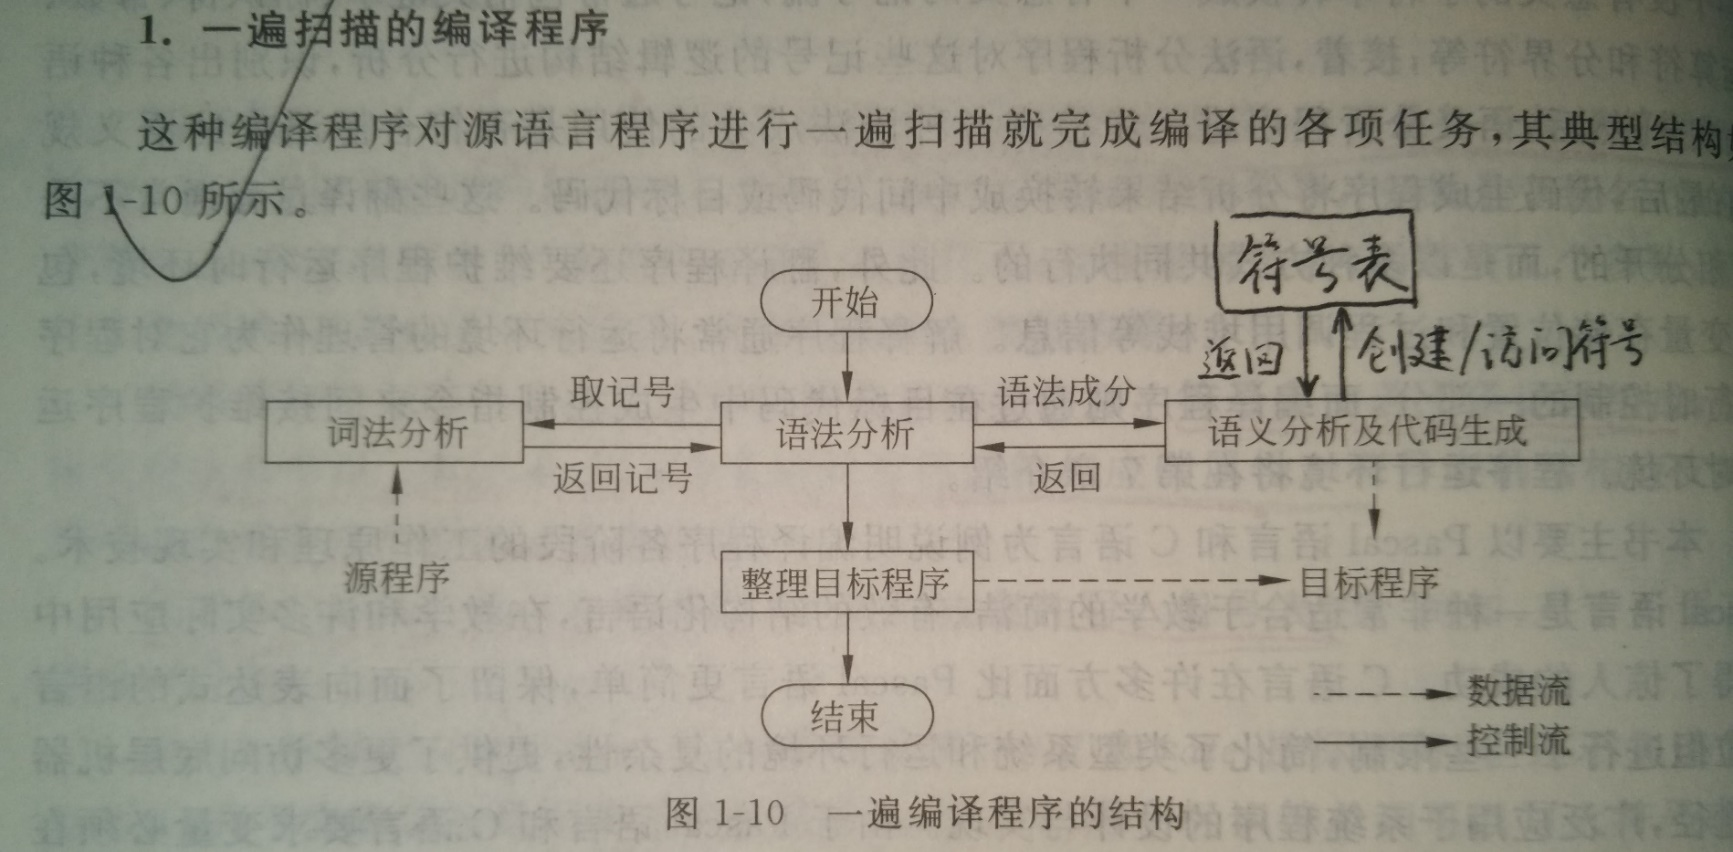 1. 一遍扫描的编译程序
这种编译程序对源语言程序进行一遍扫描就完成编译的各项任务,其典型结构如
图 1-10 所示。
符号表
开始
返回
创建/访问符号
取记号
语法成分
词法分析
语法分析
语义分析及代码生成
返回记号
返回
源程序
整理目标程序
目标程序
结束
数据流
控制流
图 1-10 一遍编译程序的结构